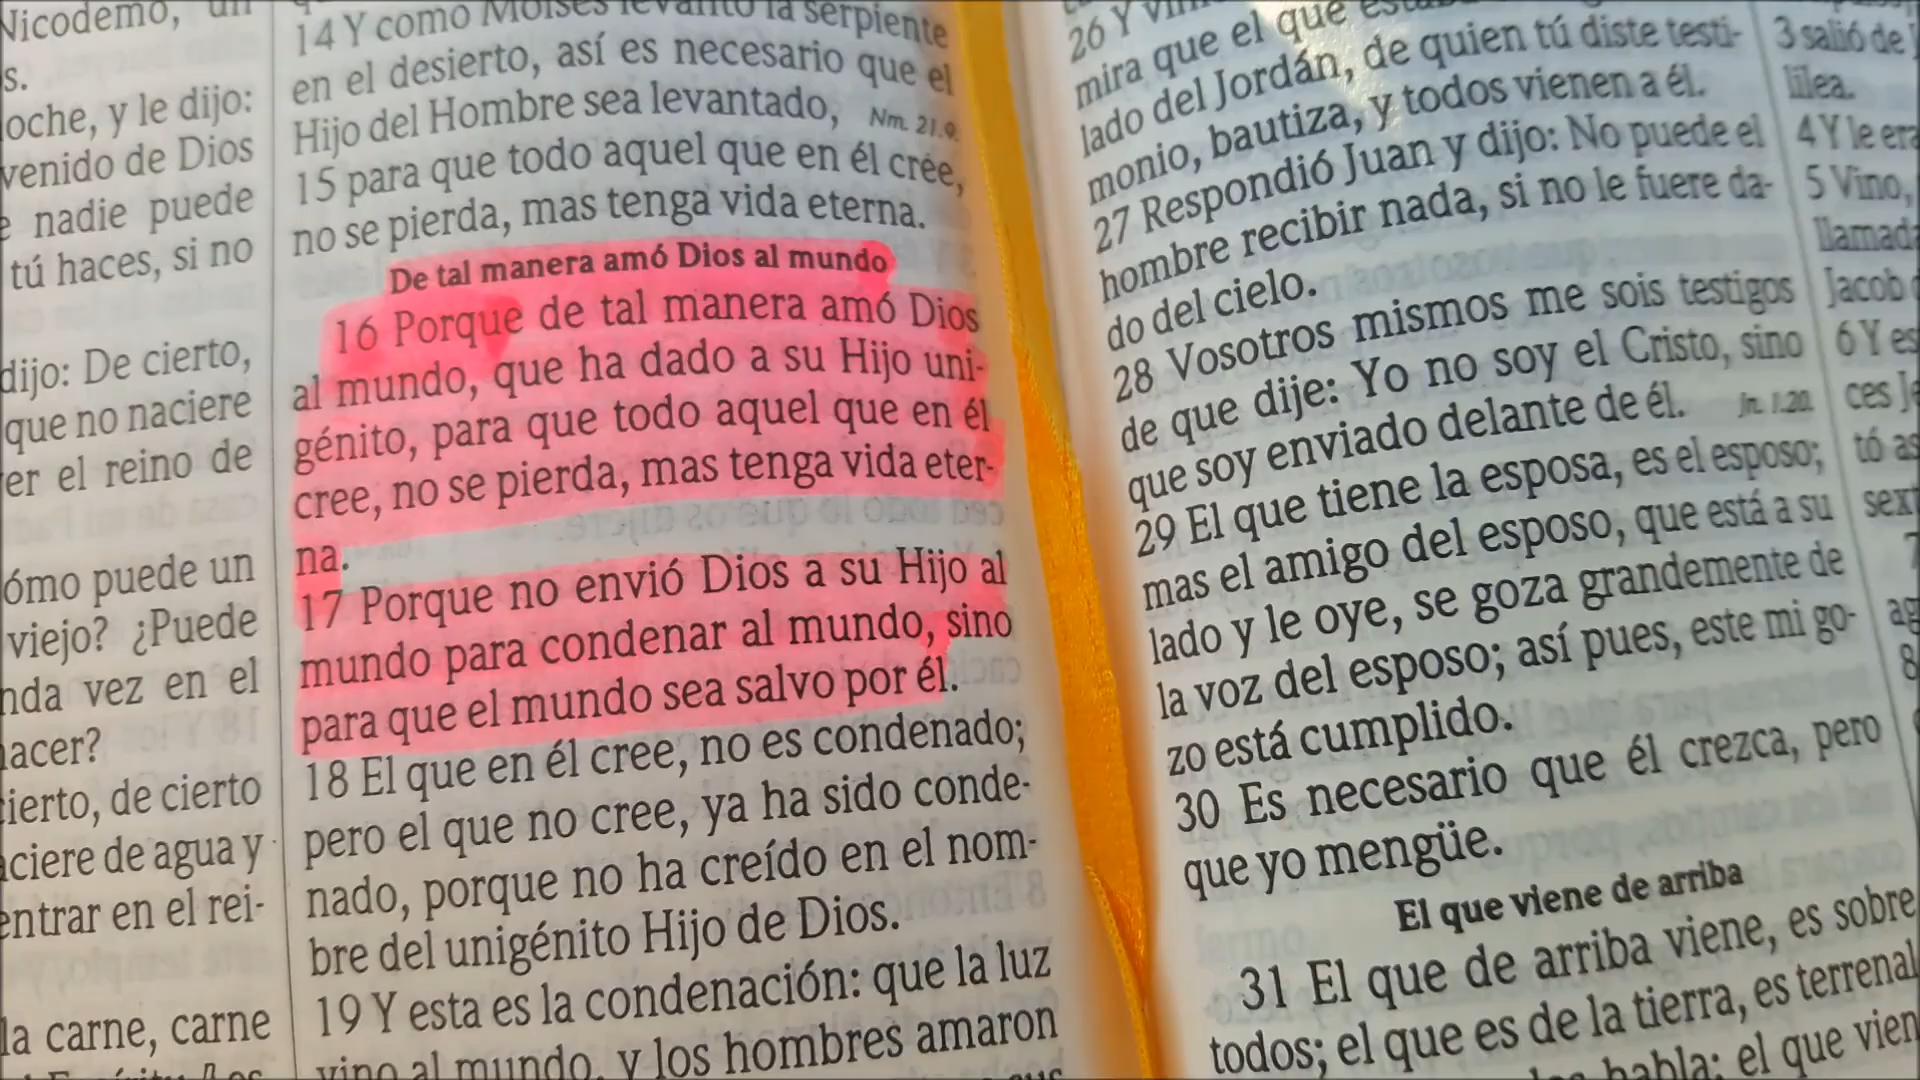 Nicodemo, un
s.
oche, y le dijo:
venido de Dios
nadie puede
tú haces, si no
dijo: De cierto,
que no naciere
er el reino de
ómo puede un
viejo? ¿Puede
nda vez en el
nacer?
cierto, de cierto
aciere de agua y
entrar en el rei-
la carne, carne
14 Y como Moisés levantó la serpiente
en el desierto, así es necesario que el
Hijo del Hombre sea levantado, Nm. 21.9.
15 para que todo aquel que en él cree,
no se pierda, mas tenga vida eterna.
De tal manera amó Dios al mundo
16 Porque de tal manera amó Dios
al mundo, que ha dado a su Hijo uni-
génito, para que todo aquel que en él
cree, no se pierda, mas tenga vida eter-
na.
17 Porque no envió Dios a su Hijo al
mundo para condenar al mundo, sino
para que el mundo sea salvo por él.
18 El que en él cree, no es condenado;
pero el que no cree, ya ha sido conde-
nado, porque no ha creído en el nom-
bre del unigénito Hijo de Dios.
19 Y esta es la condenación: que la luz
vino al mundo, y los hombres amaron
26 Y
mira que el que
lado del Jordán, de quien tú diste testi-
monio, bautiza, y todos vienen a él.
27 Respondió Juan y dijo: No puede el
hombre recibir nada, si no le fuere da-
do del cielo.
28 Vosotros mismos me sois testigos
de que dije: Yo no soy el Cristo, sino
que soy enviado delante de él. Jn. 1.20.
29 El que tiene la esposa, es el esposo;
mas el amigo del esposo, que está a su
lado y le oye, se goza grandemente de
la voz del esposo; así pues, este mi go-
zo está cumplido.
30 Es necesario que él crezca, pero
que yo mengüe.
El que viene de arriba
31 El que de arriba viene, es sobre
todos; el que es de la tierra, es terrenal
habla; el que vien
3 salió de
lilea.
4 Y le era
5 Vino,
llamada
Jacob
6 Y es
ces Je
tó as
sext
7
ag
8